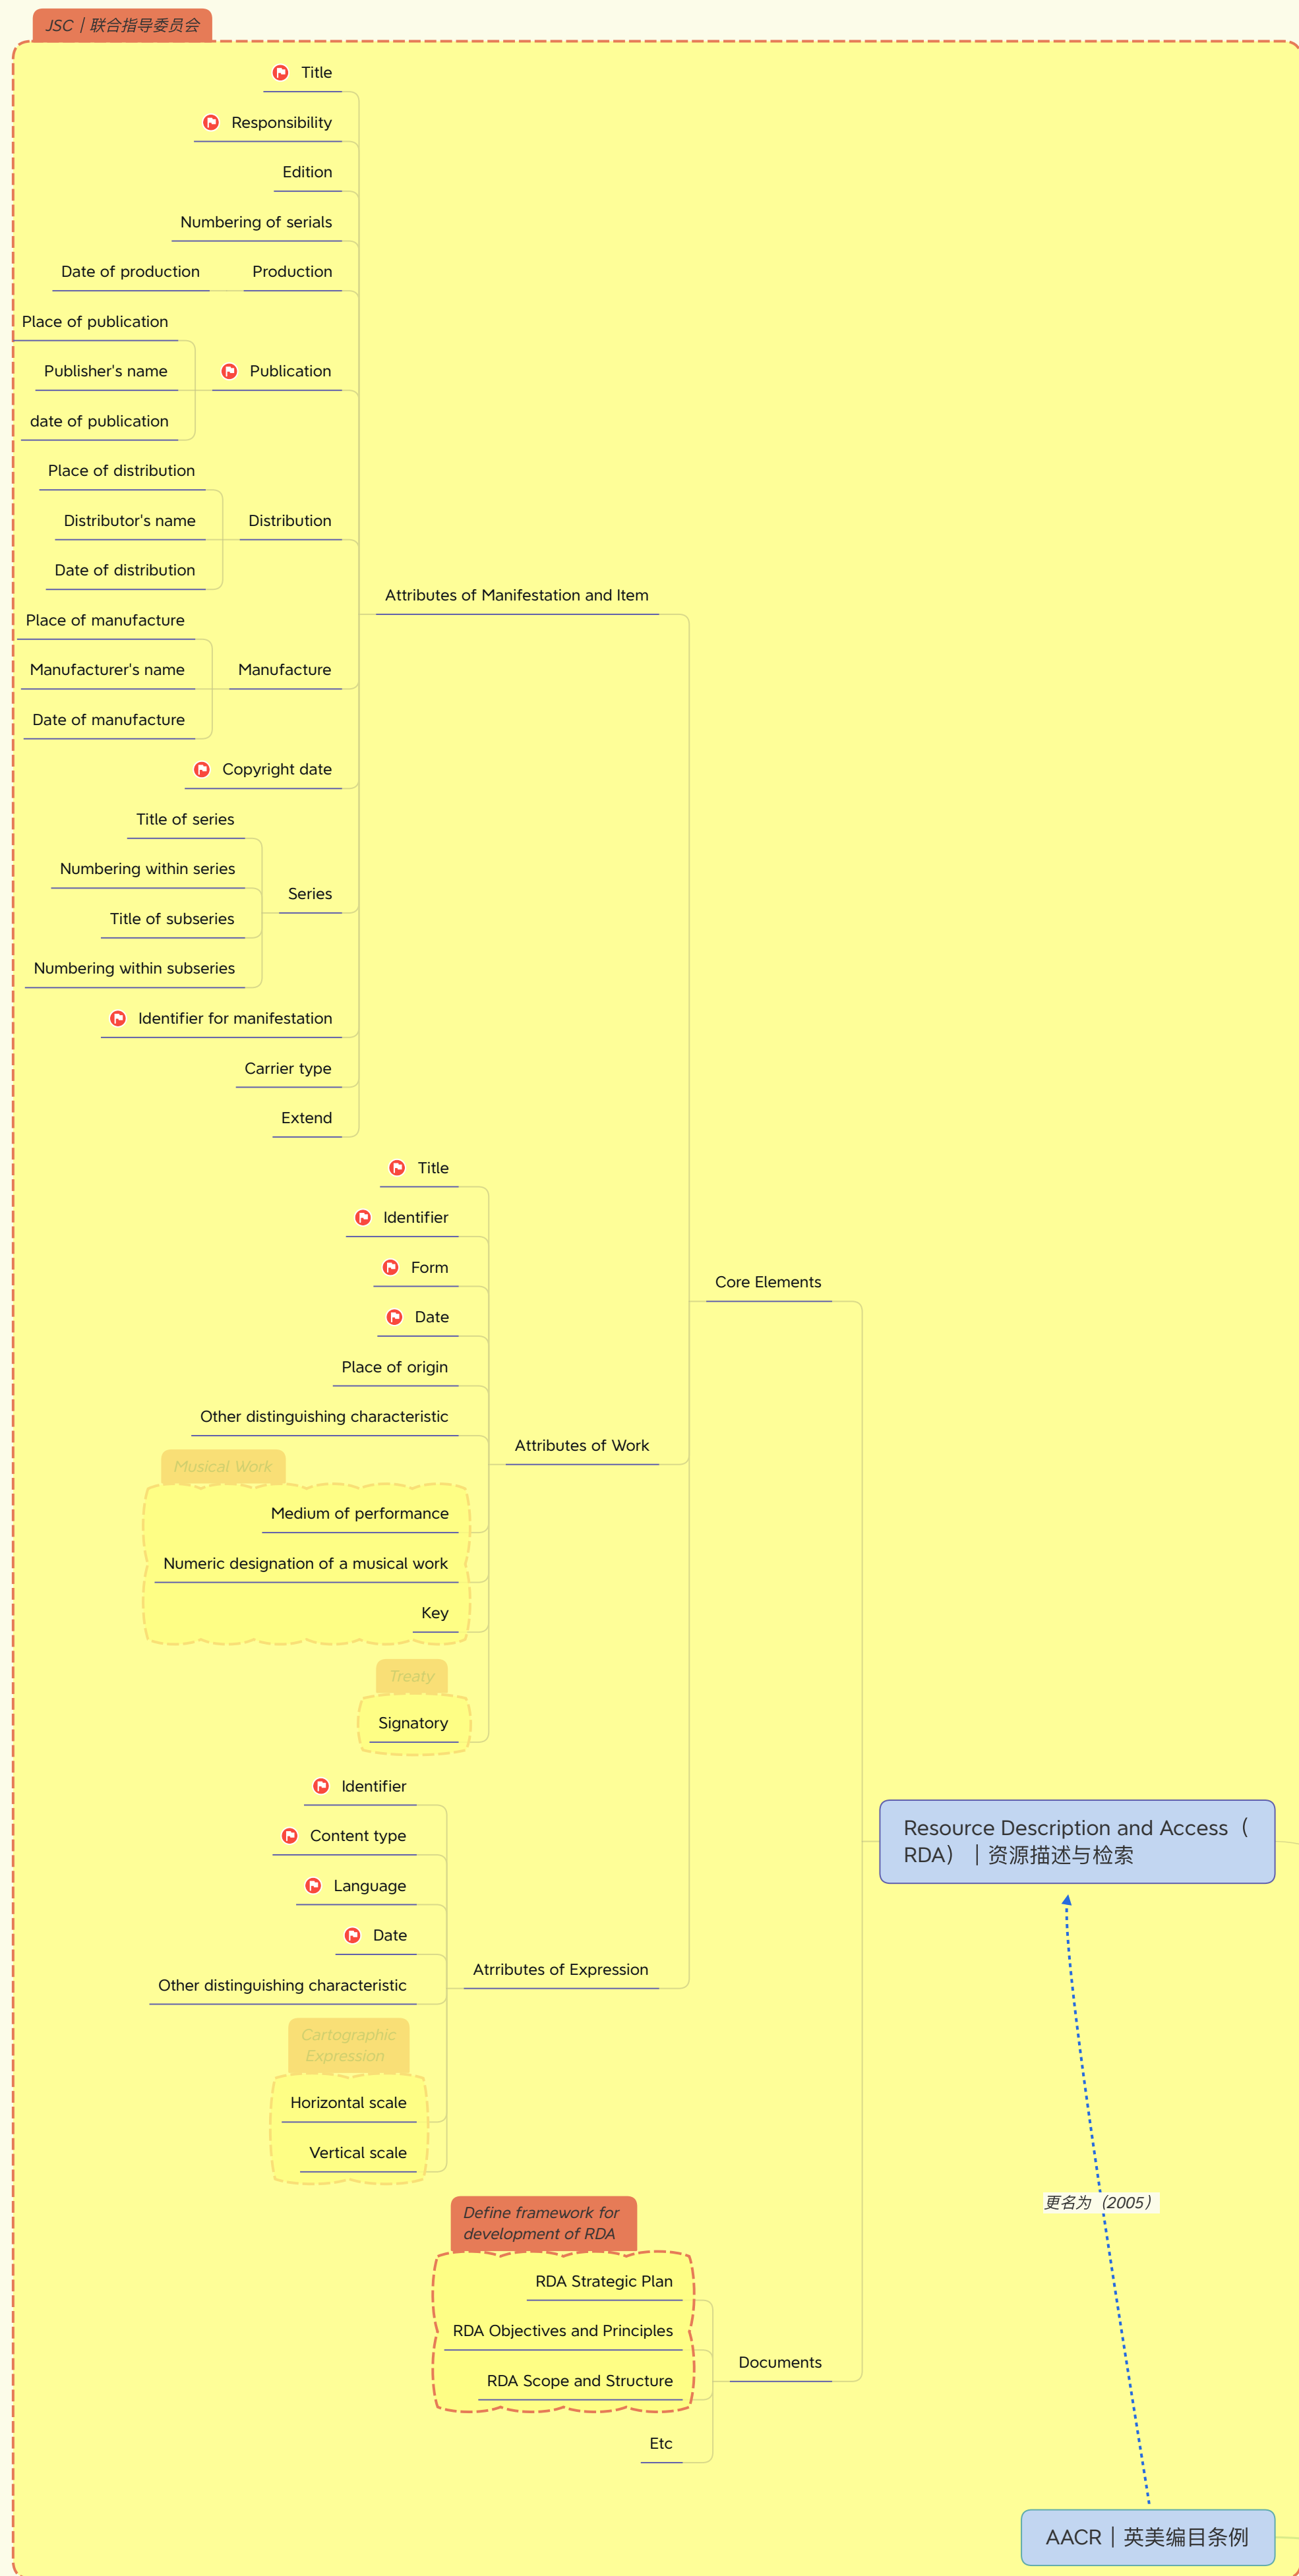 JSC｜联合指导委员会
Title
Responsibility
Edition
Numbering of serials
Date of production
Production
Place of publication
Publisher's name
Publication
date of publication
Place of distribution
Distributor's name
Distribution
Date of distribution
Attributes of Manifestation and Item
Place of manufacture
Manufacturer's name
Manufacture
Date of manufacture
Copyright date
Title of series
Numbering within series
Series
Title of subseries
Numbering within subseries
Identifier for manifestation
Carrier type
Extend
Title
Identifier
Form
Core Elements
Date
Place of origin
Other distinguishing characteristic
Attributes of Work
Musical Work
Medium of performance
Numeric designation of a musical work
Key
Treaty
Signatory
Identifier
Content type
Resource Description and Access（
RDA）｜资源描述与检索
Language
Date
Atrributes of Expression
Other distinguishing characteristic
Cartographic
Expression
Horizontal scale
Vertical scale
更名为（2005）
Define framework for
development of RDA
RDA Strategic Plan
RDA Objectives and Principles
Documents
RDA Scope and Structure
Etc
AACR｜英美编目条例